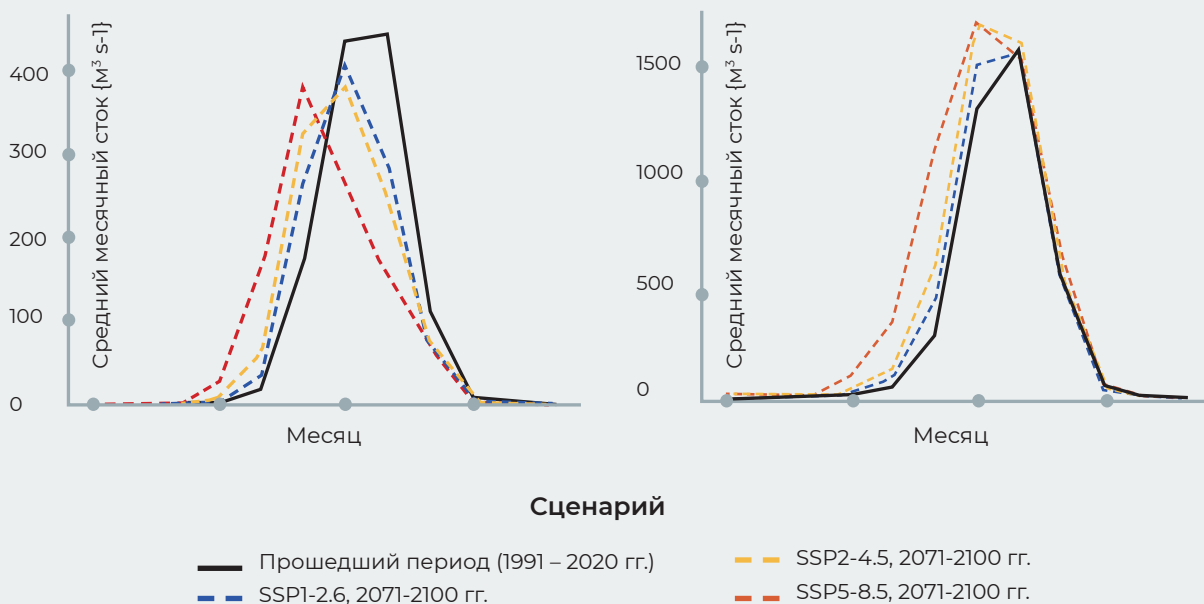 400
300
200
100
0
Средний месячный сток {м³ s-1}
Месяц
1500
1000
500
0
Средний месячный сток {м³ s-1}
Месяц
Сценарий
Прошедший период (1991 – 2020 гг.)
SSP1-2.6, 2071-2100 гг.
SSP2-4.5, 2071-2100 гг.
SSP5-8.5, 2071-2100 гг.